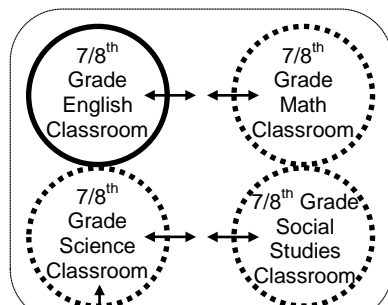 7/8th
Grade
English
Classroom
7/8th
Grade
Math
Classroom
7/8th
Grade
Science
Classroom
7/8th Grade
Social
Studies
Classroom